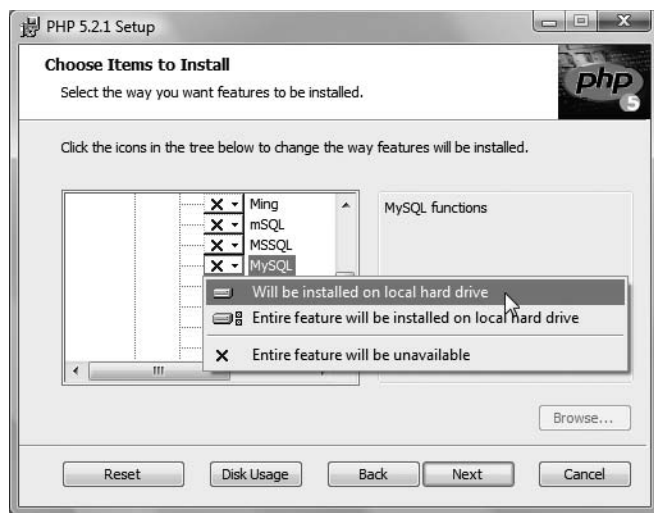 PHP 5.2.1 Setup
Choose Items to Install
Select the way you want features to be installed.
php
5
Click the icons in the tree below to change the way features will be installed.
Ming
mSQL
MSSQL
MySQL
MySQL functions
Will be installed on local hard drive
Entire feature will be installed on local hard drive
Entire feature will be unavailable
Browse...
Reset Disk Usage Back Next Cancel